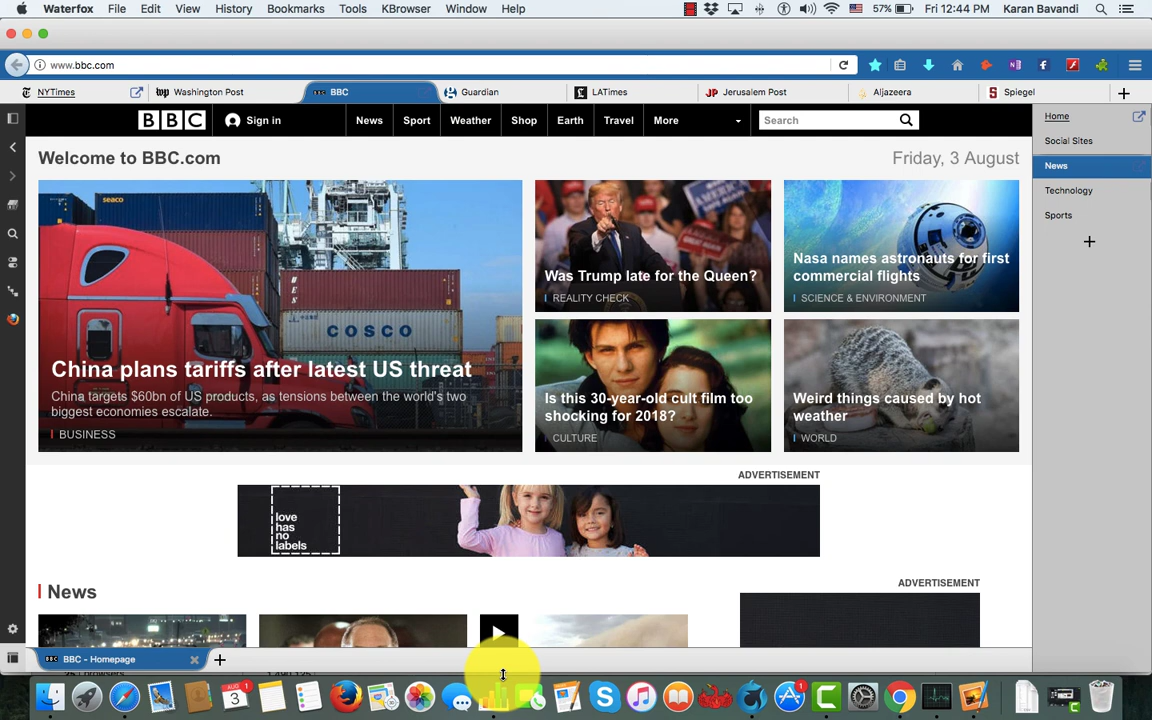 Waterfox File Edit View History Bookmarks Tools KBrowser Window Help 57% Fri 12:44 PM Karan Bavandi
www.bbc.com
NYTimes Washington Post BBC Guardian LATimes Jerusalem Post Aljazeera Spiegel
BBC Sign in News Sport Weather Shop Earth Travel More Search
Home
Social Sites
News
Technology
Sports
Welcome to BBC.com Friday, 3 August
seaco
COSCO
China plans tariffs after latest US threat
China targets $60bn of US products, as tensions between the world's two
biggest economies escalate.
BUSINESS
Was Trump late for the Queen?
REALITY CHECK
Nasa names astronauts for first
commercial flights
SCIENCE & ENVIRONMENT
Is this 30-year-old cult film too
shocking for 2018?
CULTURE
Weird things caused by hot
weather
WORLD
ADVERTISEMENT
love
has
no
labels
News
ADVERTISEMENT
BBC - Homepage
AUG
3
1
1